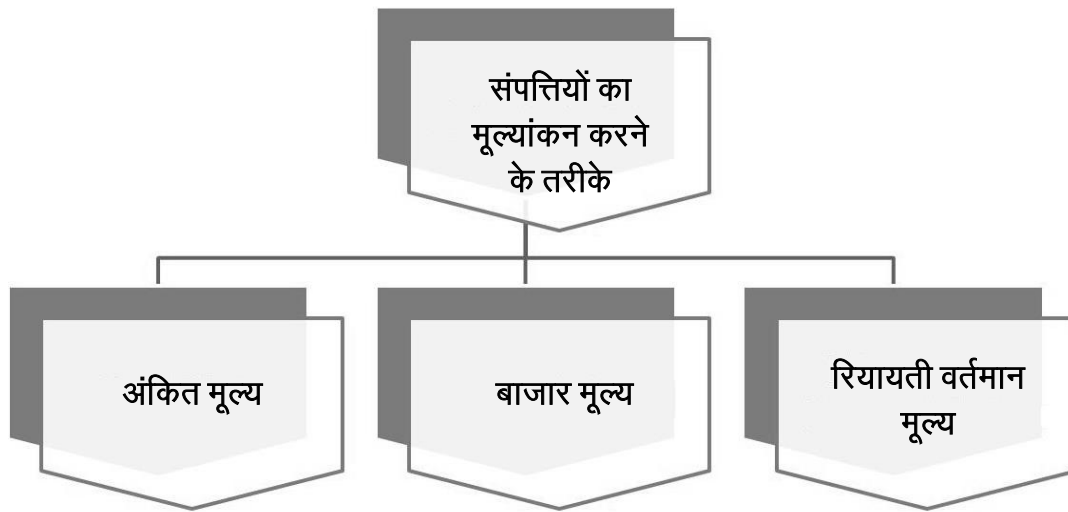 संपत्तियों का
मूल्यांकन करने
के तरीके
अंकित मूल्य
बाजार मूल्य
रियायती वर्तमान
मूल्य